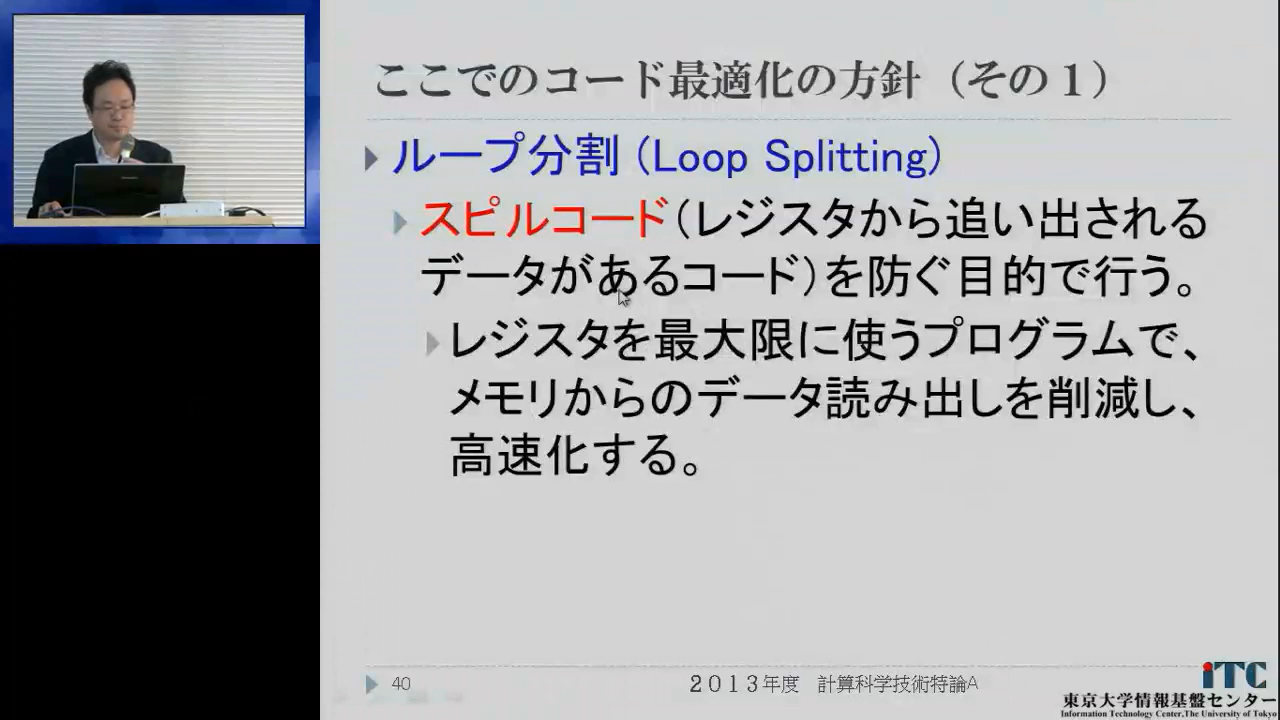 ここでのコード最適化の方針（その１）
ループ分割 (Loop Splitting)
スピルコード（レジスタから追い出される
データがあるコード）を防ぐ目的で行う。
レジスタを最大限に使うプログラムで、
メモリからのデータ読み出しを削減し、
高速化する。
40
２０１３年度　計算科学技術特論A
iTC
東京大学情報基盤センター
Information Technology Center,The University of Tokyo